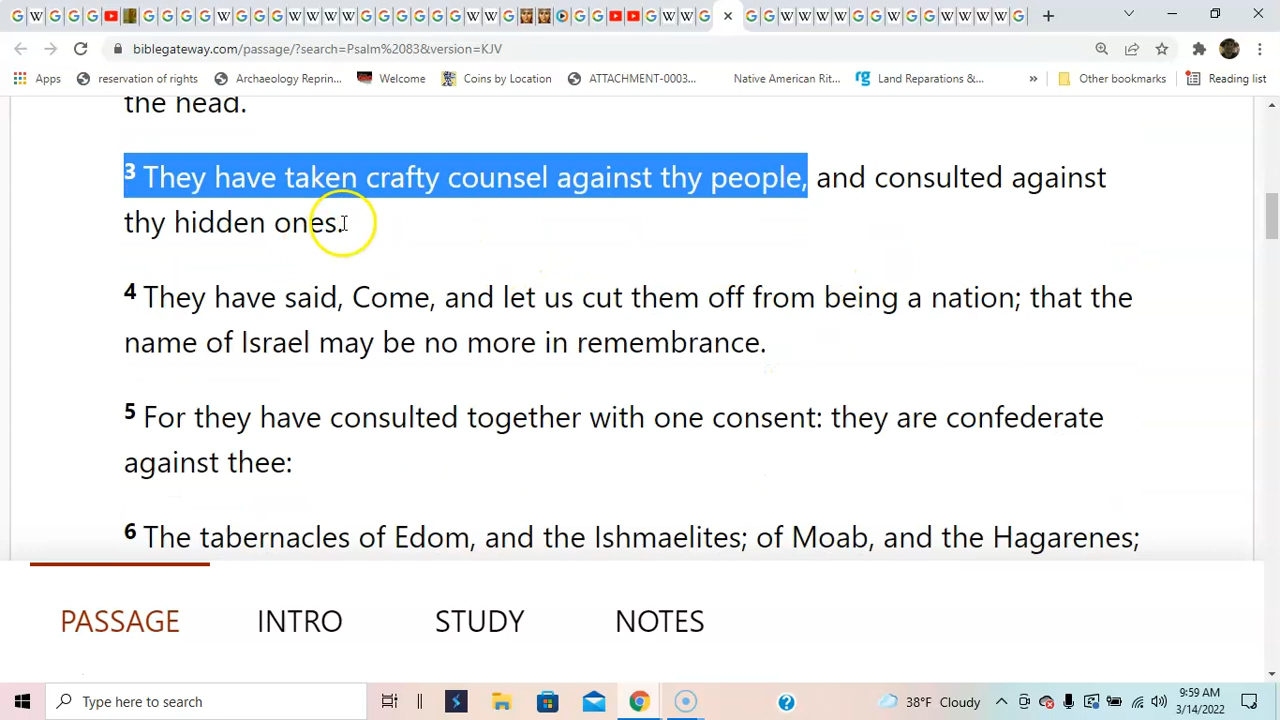 biblegateway.com/passage/?search=Psalm%2083&version=KJV
Apps reservation of rights Archaeology Reprin... Welcome Coins by Location ATTACHMENT-0003... Native American Rit... Land Reparations &... » Other bookmarks Reading list
the head.
3 They have taken crafty counsel against thy people, and consulted against
thy hidden ones.
4 They have said, Come, and let us cut them off from being a nation; that the
name of Israel may be no more in remembrance.
5 For they have consulted together with one consent: they are confederate
against thee:
6 The tabernacles of Edom, and the Ishmaelites; of Moab, and the Hagarenes;
PASSAGE INTRO STUDY NOTES
Type here to search 38°F Cloudy 9:59 AM
3/14/2022